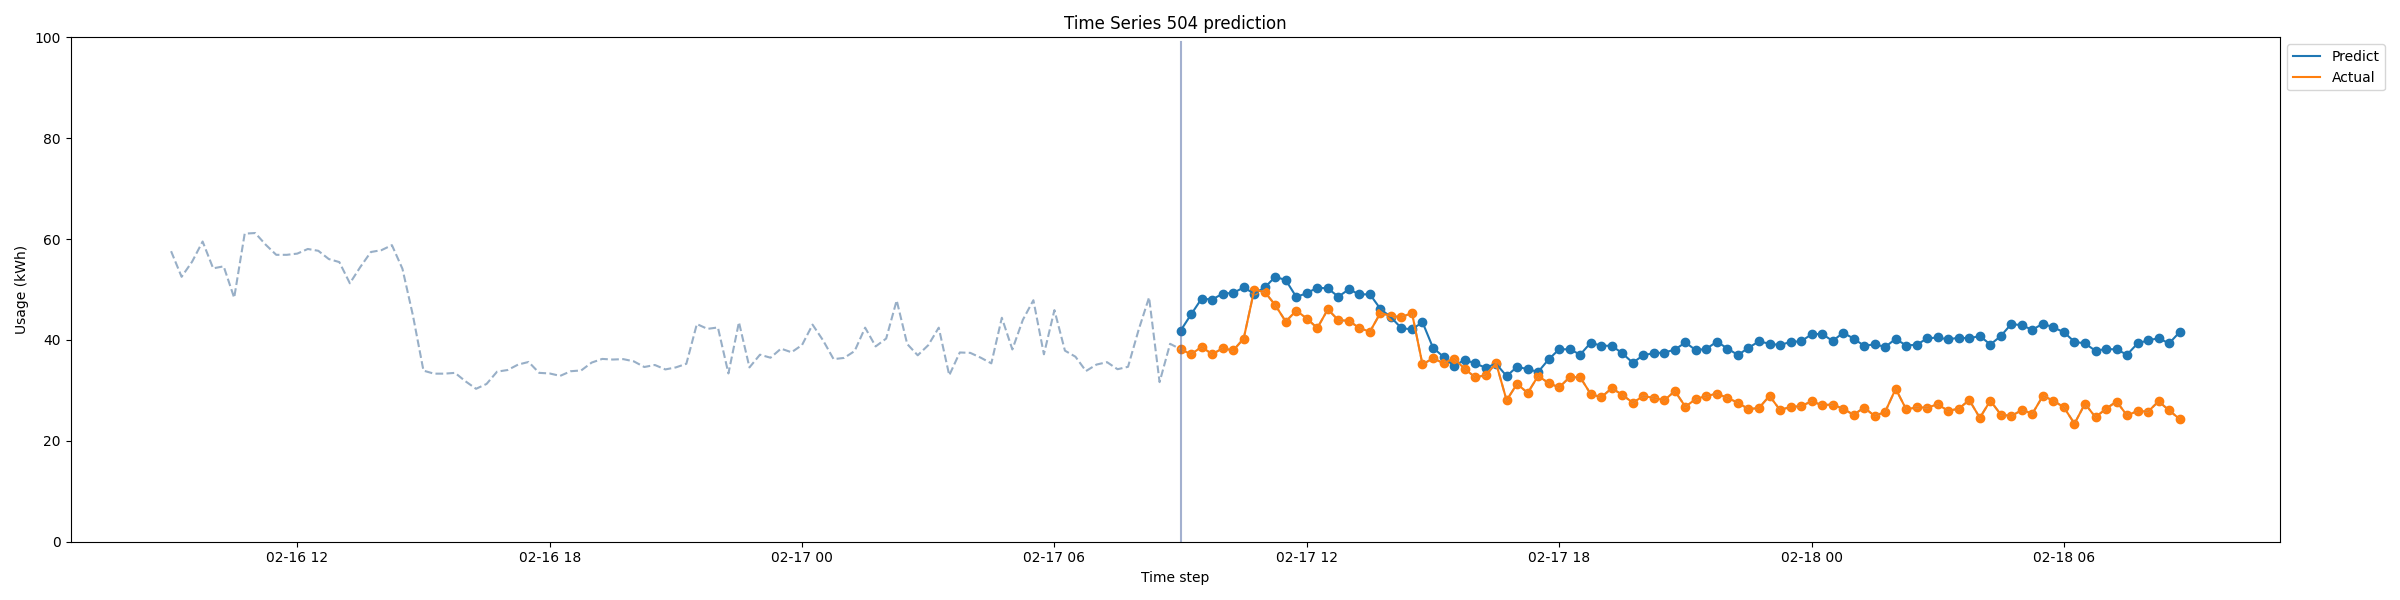 Time Series 504 prediction
Predict
Actual
Usage (kWh)
100
80
60
40
20
0
02-16 12
02-16 18
02-17 00
02-17 06
02-17 12
02-17 18
02-18 00
02-18 06
Time step